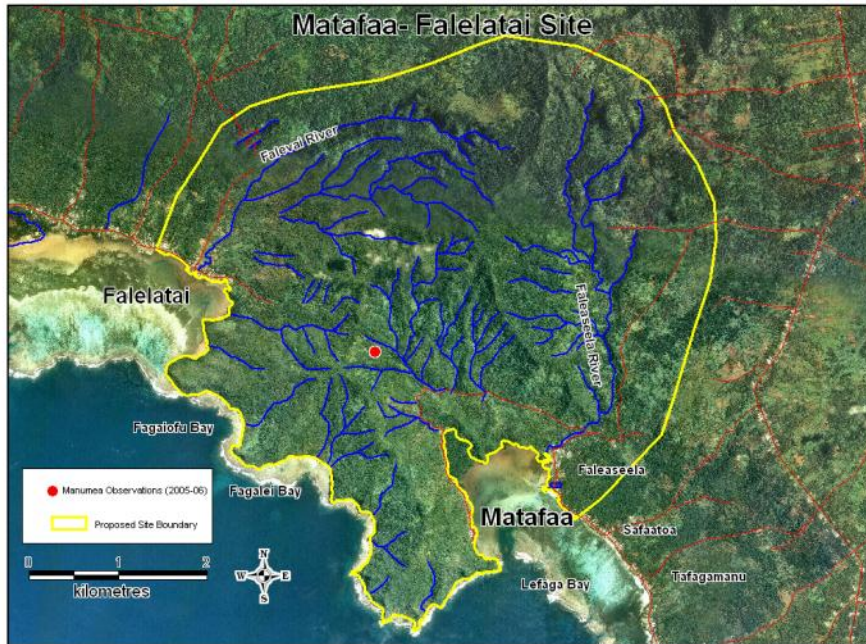 Matafaa- Falelatai Site
Falevai River
Falelatai
Faleaseela River
Fagaiofu Bay
Fagalei Bay
Faleaseela
Matafaa
Safaatoa
Tafagamanu
Lefaga Bay
Manumea Observations (2005-06)
Proposed Site Boundary
0 1 2
kilometres
N
W E
S